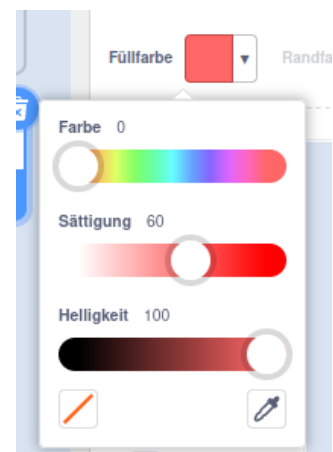 Füllfarbe
Randfa
Farbe 0
Sättigung 60
Helligkeit 100